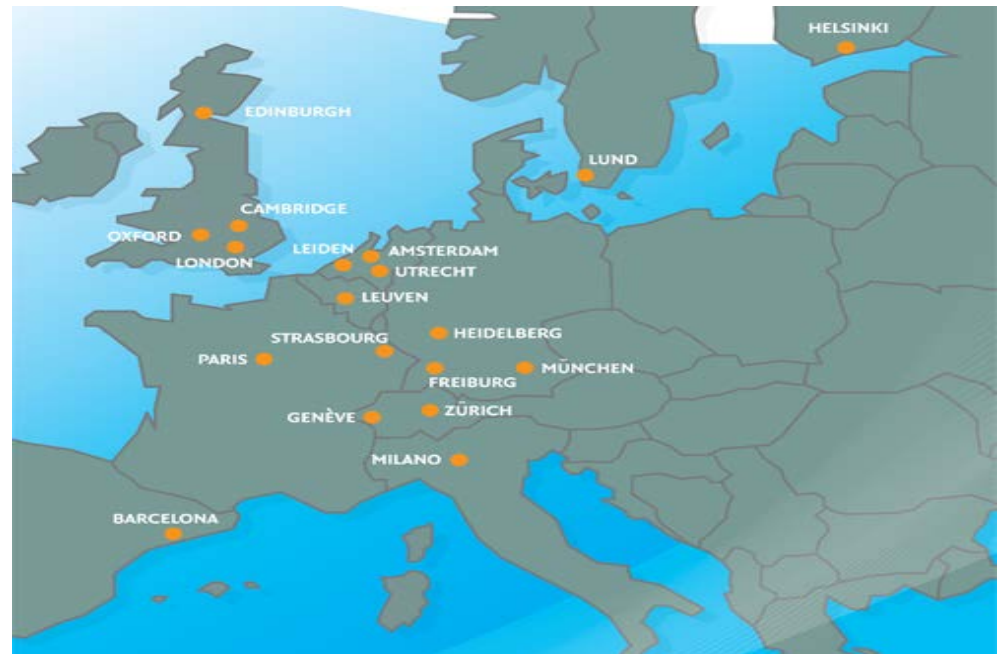 HELSINKI
EDINBURGH
LUND
CAMBRIDGE
OXFORD
LONDON
LEIDEN
AMSTERDAM
UTRECHT
LEUVEN
STRASBOURG
HEIDELBERG
PARIS
MÜNCHEN
FREIBURG
GENÈVE
ZÜRICH
MILANO
BARCELONA